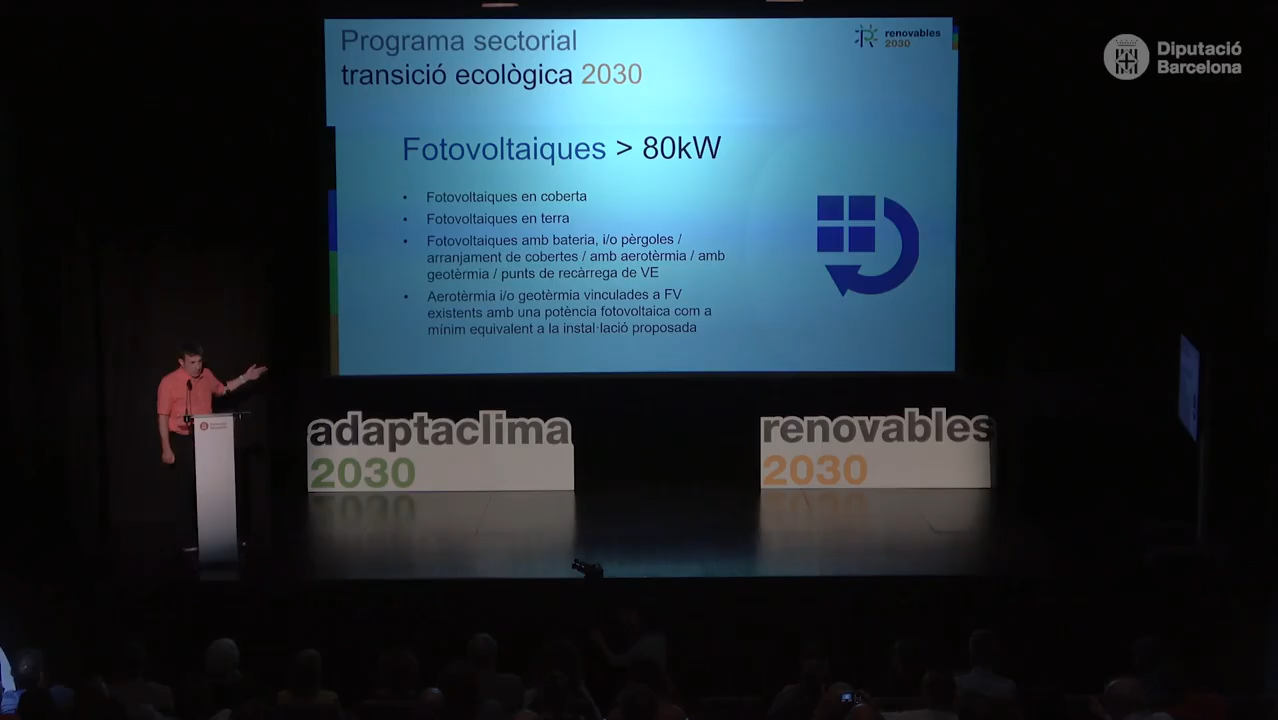 Programa sectorial
transició ecològica 2030
renovables
2030
Diputació
Barcelona
Fotovoltaiques > 80kW
• Fotovoltaiques en coberta
• Fotovoltaiques en terra
• Fotovoltaiques amb bateria, i/o pèrgoles /
arranjament de cobertes / amb aerotèrmia / amb
geotèrmia / punts de recàrrega de VE
• Aerotèrmia i/o geotèrmia vinculades a FV
existents amb una potència fotovoltaica com a
mínim equivalent a la instal·lació proposada
adaptaclima
2030
renovables
2030